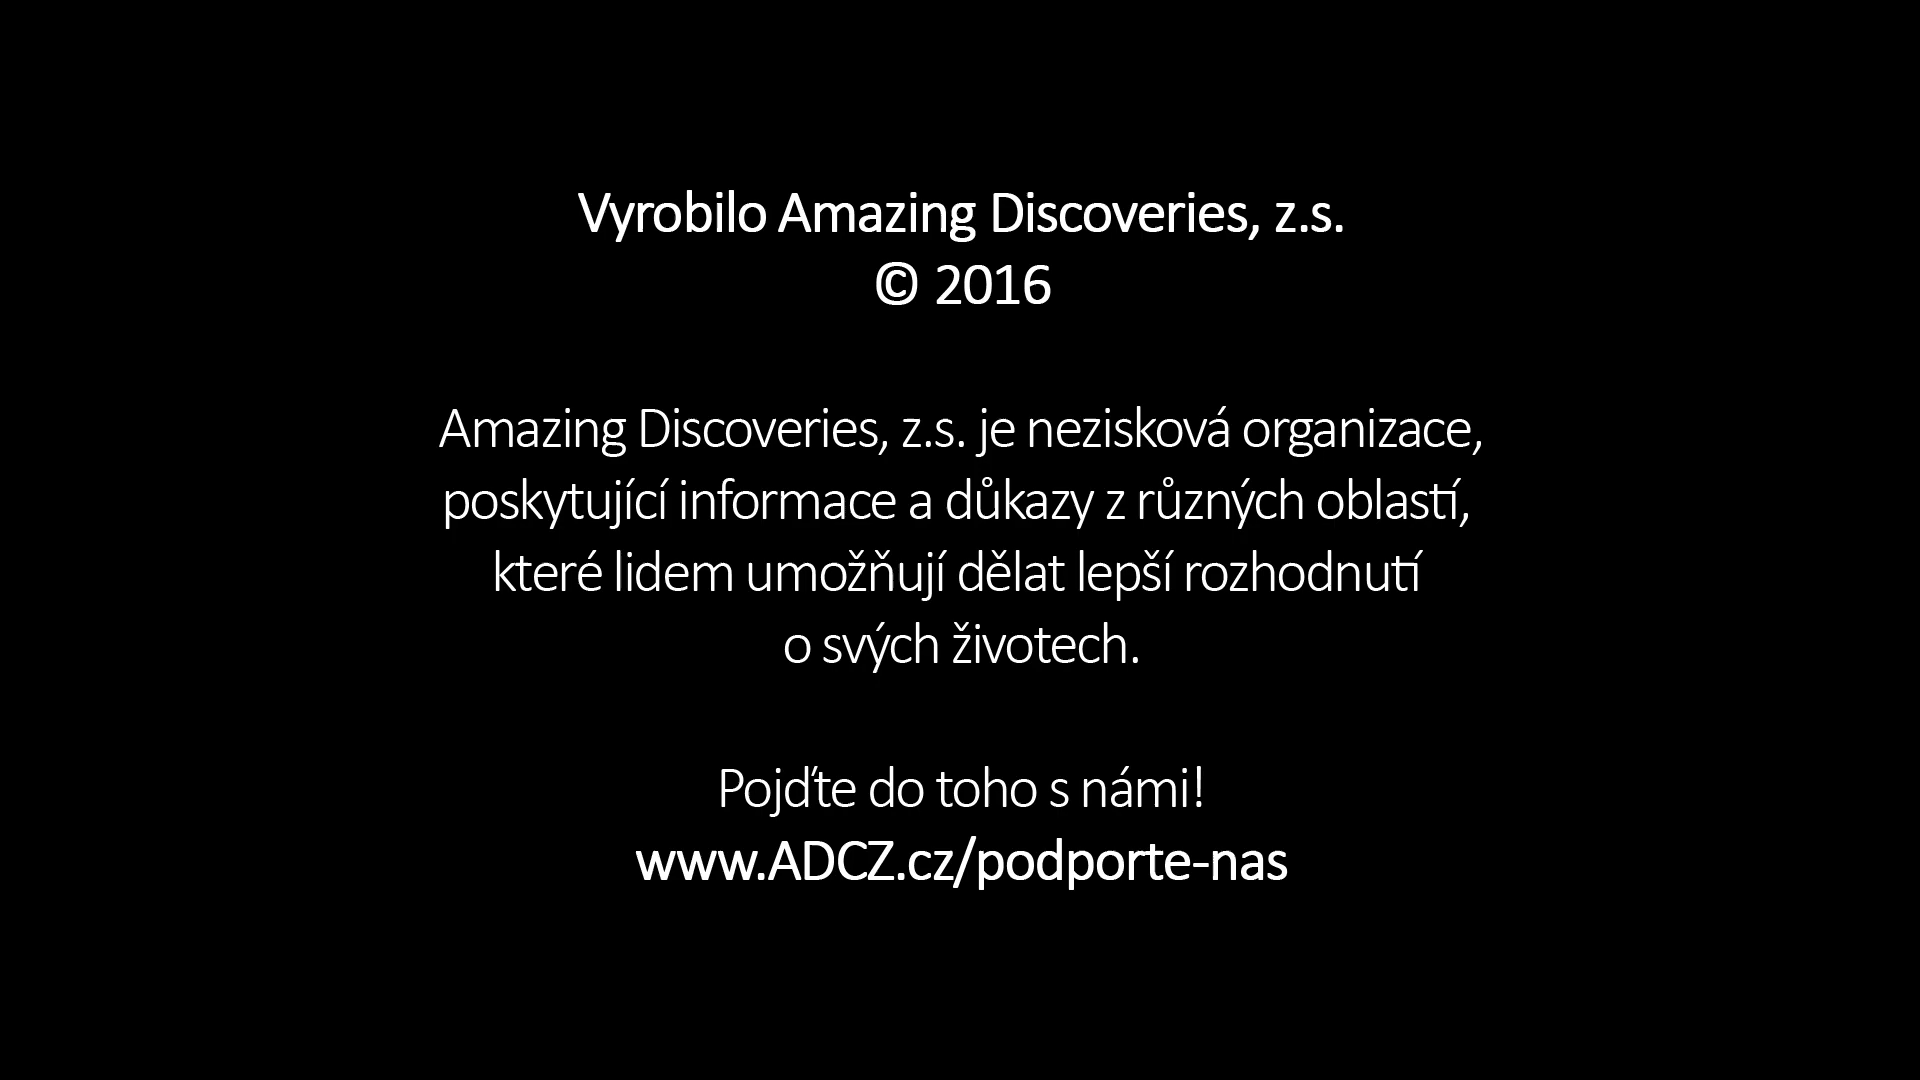 Vyrobilo Amazing Discoveries, z.s.
© 2016
Amazing Discoveries, z.s. je nezisková organizace,
poskytující informace a důkazy z různých oblastí,
které lidem umožňují dělat lepší rozhodnutí
o svých životech.
Pojďte do toho s námi!
www.ADCZ.cz/podporte-nas